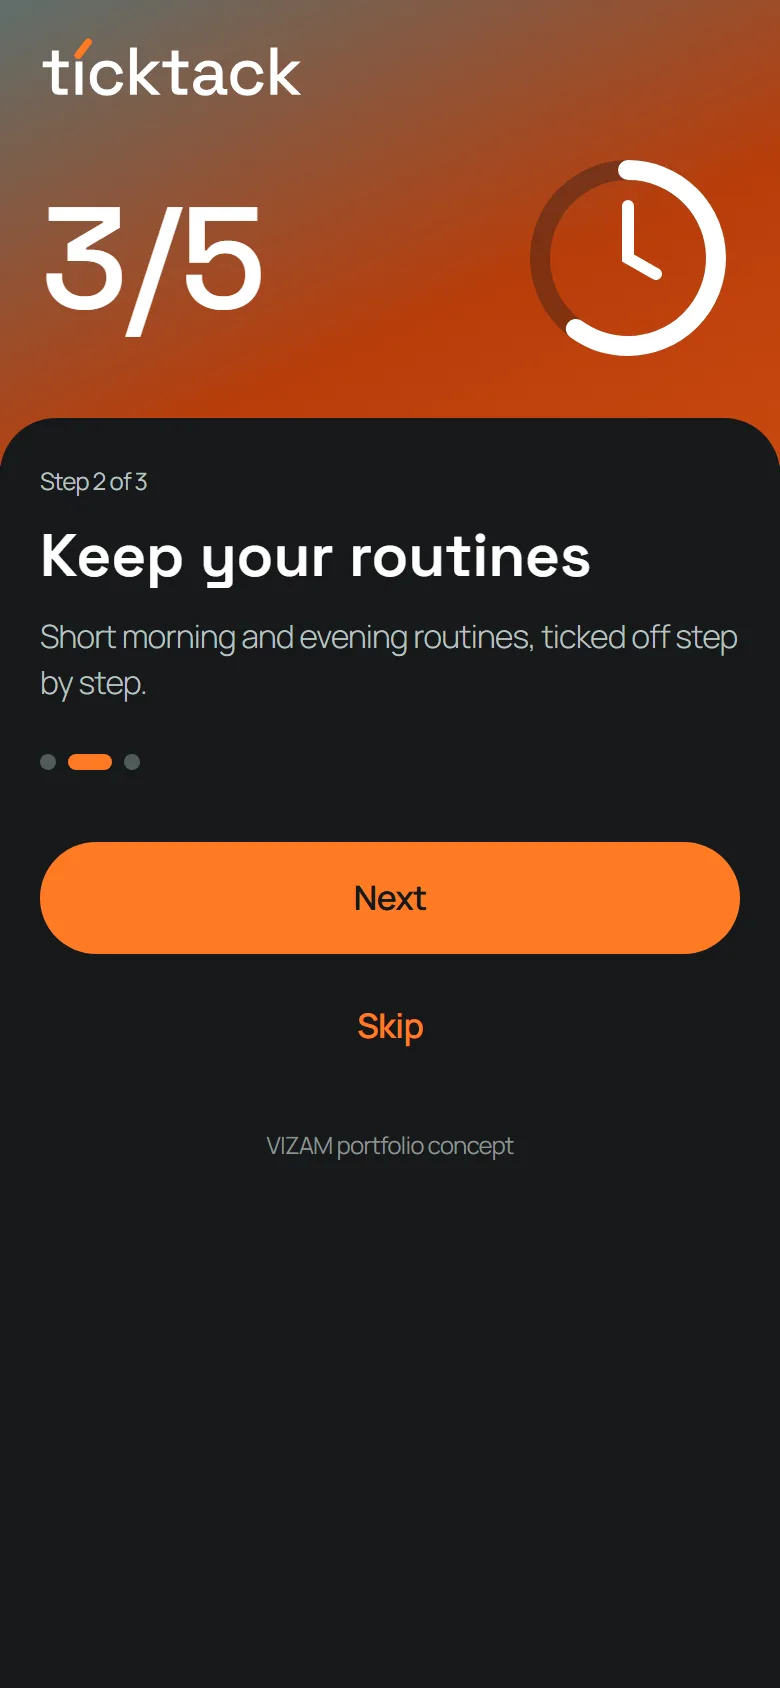 ticktack
3/5
Step 2 of 3
Keep your routines
Short morning and evening routines, ticked off step
by step.
Next
Skip
VIZAM portfolio concept